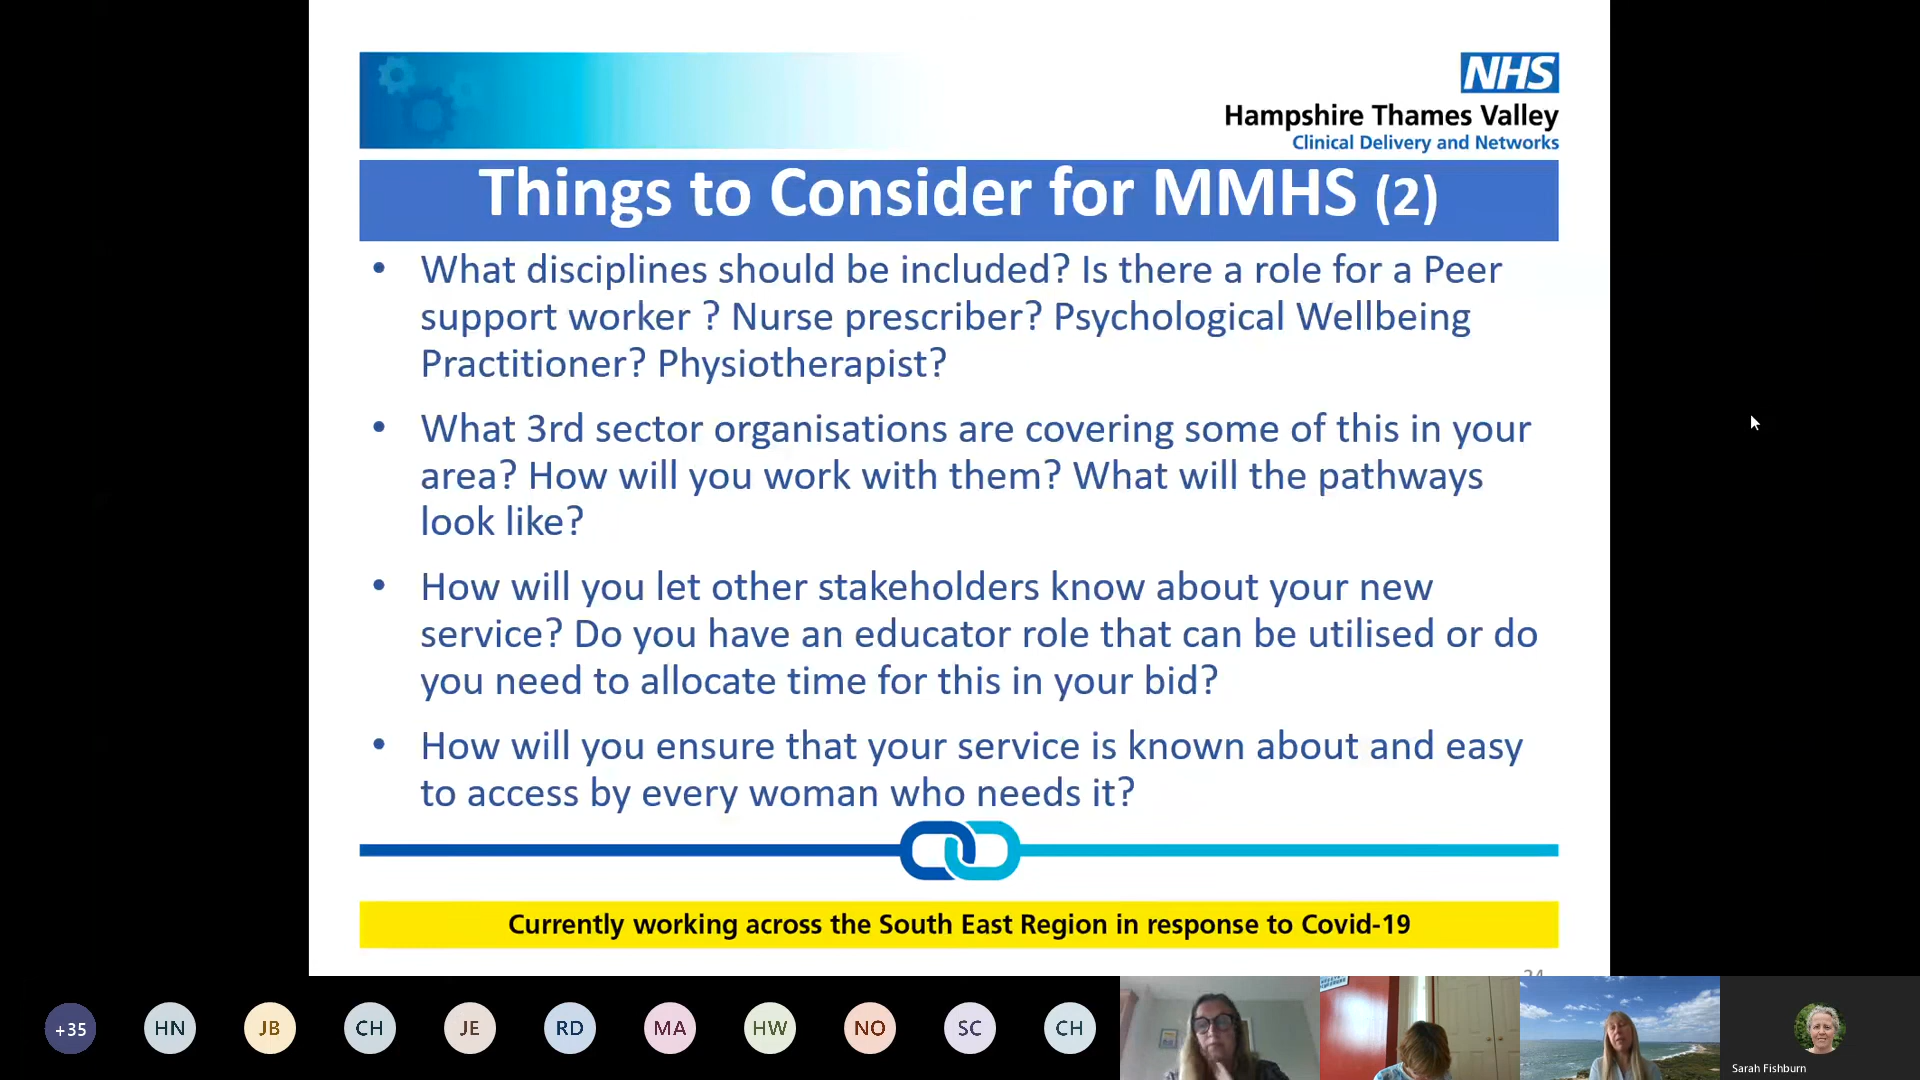 NHS
Hampshire Thames Valley
Clinical Delivery and Networks
Things to Consider for MMHS (2)
• What disciplines should be included? Is there a role for a Peer
support worker ? Nurse prescriber? Psychological Wellbeing
Practitioner? Physiotherapist?
• What 3rd sector organisations are covering some of this in your
area? How will you work with them? What will the pathways
look like?
• How will you let other stakeholders know about your new
service? Do you have an educator role that can be utilised or do
you need to allocate time for this in your bid?
• How will you ensure that your service is known about and easy
to access by every woman who needs it?
Currently working across the South East Region in response to Covid-19
+35 HN JB CH JE RD MA HW NO SC CH
Sarah Fishburn